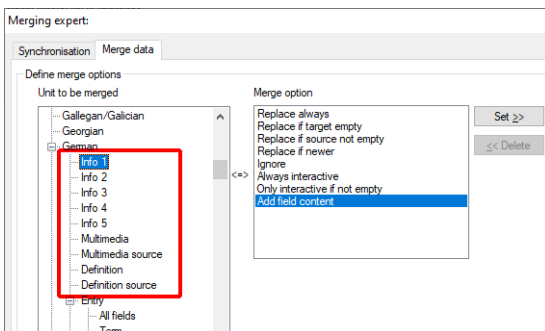 Merging expert:
Synchronisation
Merge data
Define merge options
Unit to be merged
Gallegan/Galician
Georgian
German
Info 1
Info 2
Info 3
Info 4
Info 5
Multimedia
Multimedia source
Definition
Definition source
Entry
All fields
Term
<=>
Merge option
Replace always
Replace if target empty
Replace if source not empty
Replace if newer
Ignore
Always interactive
Only interactive if not empty
Add field content
Set >>
<< Delete